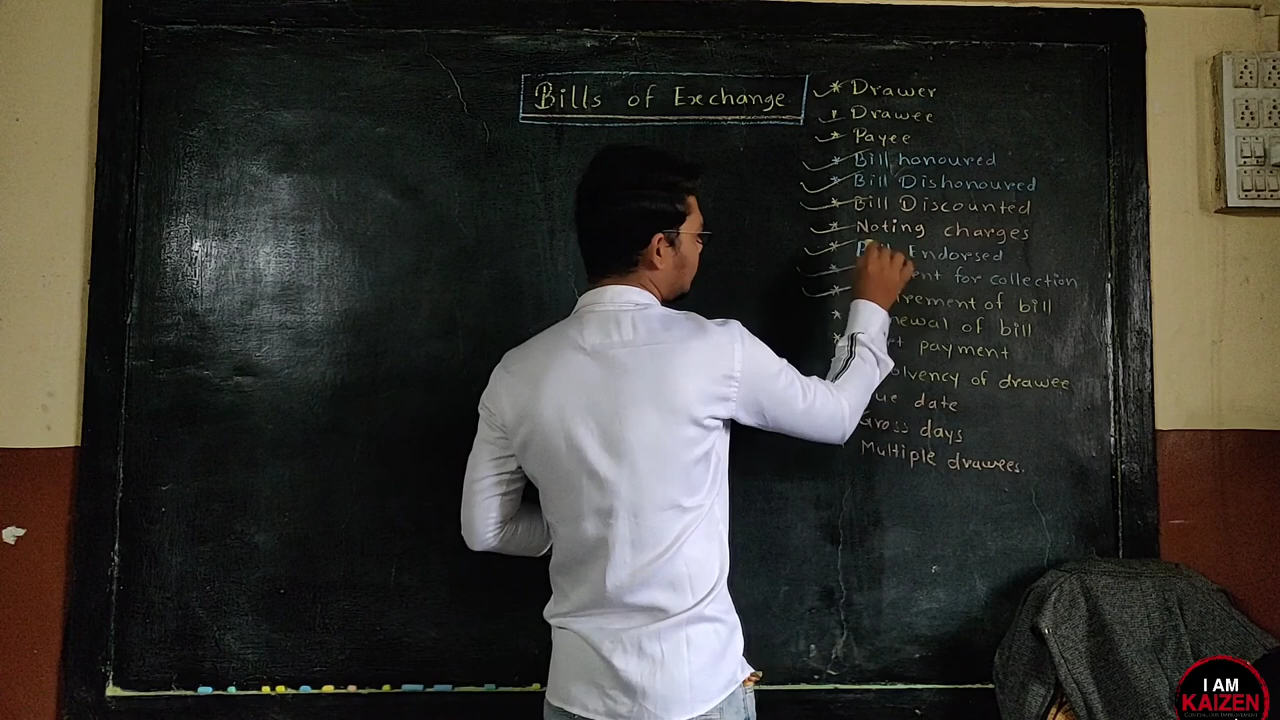 Bills of Exchange
* Drawer
* Drawee
* Payee
* Bill honoured
* Bill Dishonoured
* Bill Discounted
* Noting charges
* Endorsed
* for collection
* of bill
* of bill
* payment
of drawee
date
Gross days
Multiple drawees.
I AM
KAIZEN